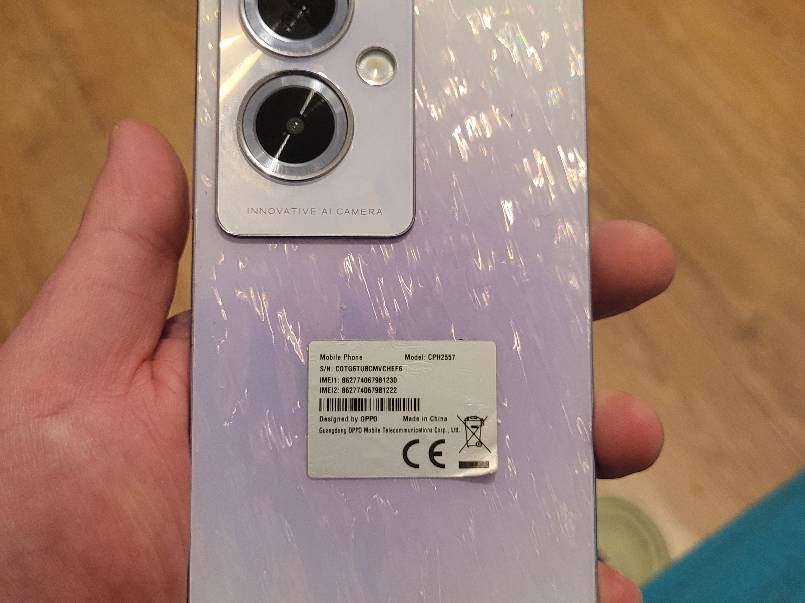 INNOVATIVE AI CAMERA
Mobile Phone Model: CPH2557
S/N: COTG6TUBCMVCHEF6
IMEI1: 862774067981230
IMEI2: 862774067981222
Designed by OPPO Made in China
Guangdong OPPO Mobile Telecommunications Corp., Ltd.
CE